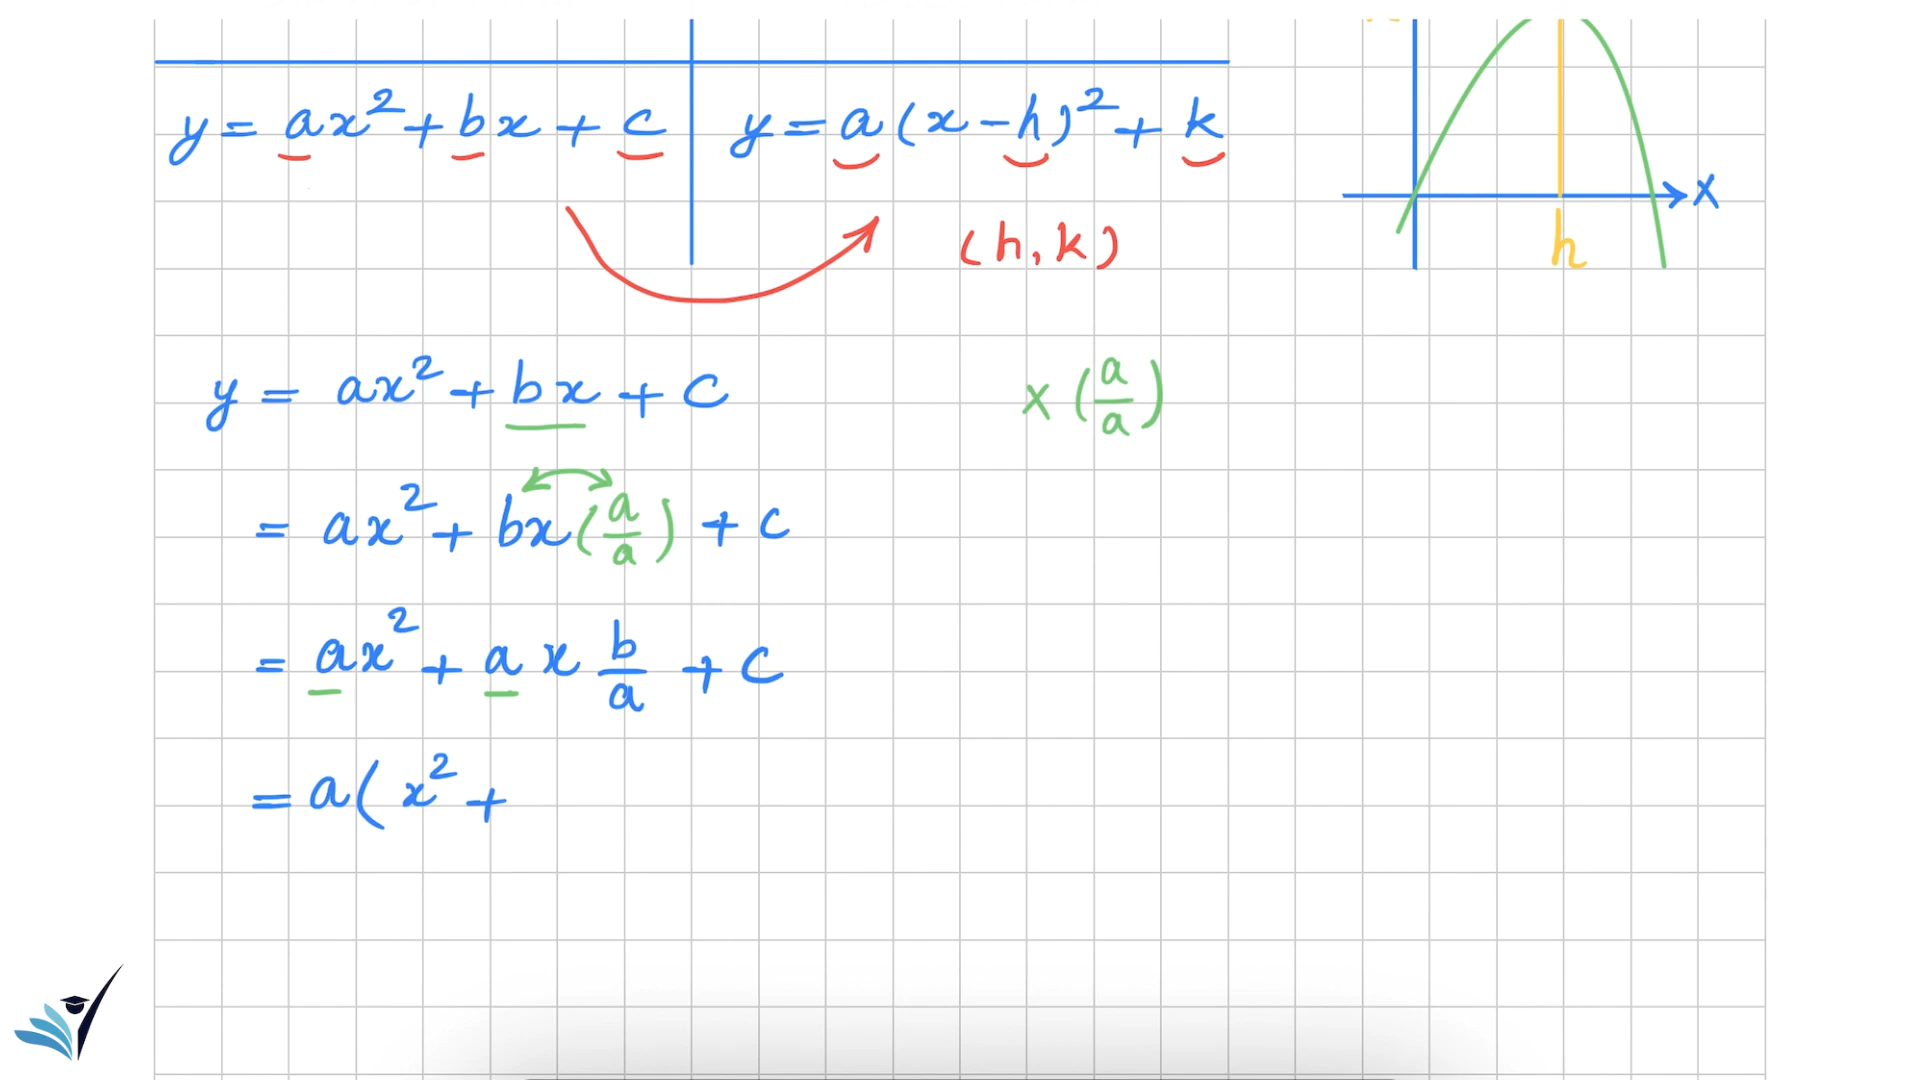 y = ax² + bx + c
y = a(x - h)² + k
x
(h, k)
h
y = ax² + bx + c
x (a/a)
= ax² + bx(a/a) + c
= ax² + a x b/a + c
= a( x² +